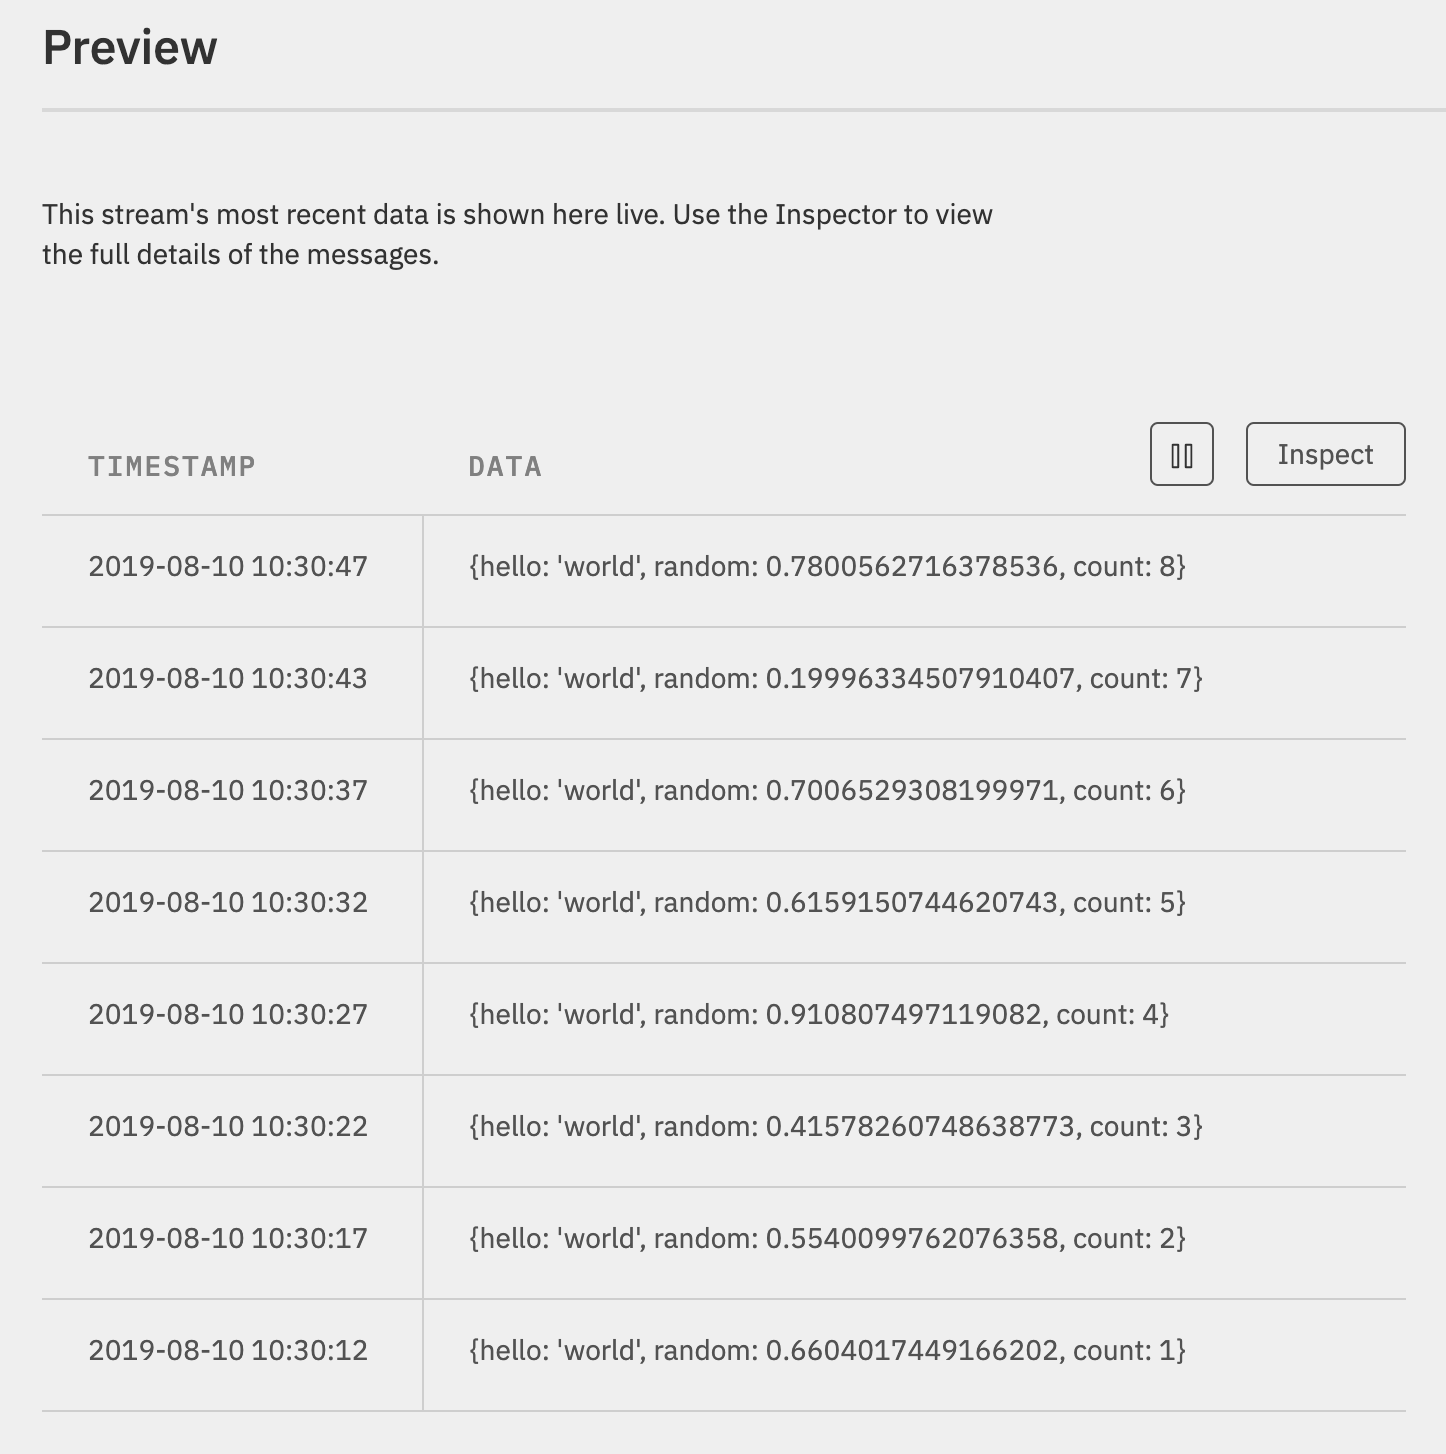 Preview
This stream's most recent data is shown here live. Use the Inspector to view
the full details of the messages.
TIMESTAMP DATA Inspect
2019-08-10 10:30:47 {hello: 'world', random: 0.7800562716378536, count: 8}
2019-08-10 10:30:43 {hello: 'world', random: 0.19996334507910407, count: 7}
2019-08-10 10:30:37 {hello: 'world', random: 0.7006529308199971, count: 6}
2019-08-10 10:30:32 {hello: 'world', random: 0.6159150744620743, count: 5}
2019-08-10 10:30:27 {hello: 'world', random: 0.910807497119082, count: 4}
2019-08-10 10:30:22 {hello: 'world', random: 0.41578260748638773, count: 3}
2019-08-10 10:30:17 {hello: 'world', random: 0.5540099762076358, count: 2}
2019-08-10 10:30:12 {hello: 'world', random: 0.6604017449166202, count: 1}